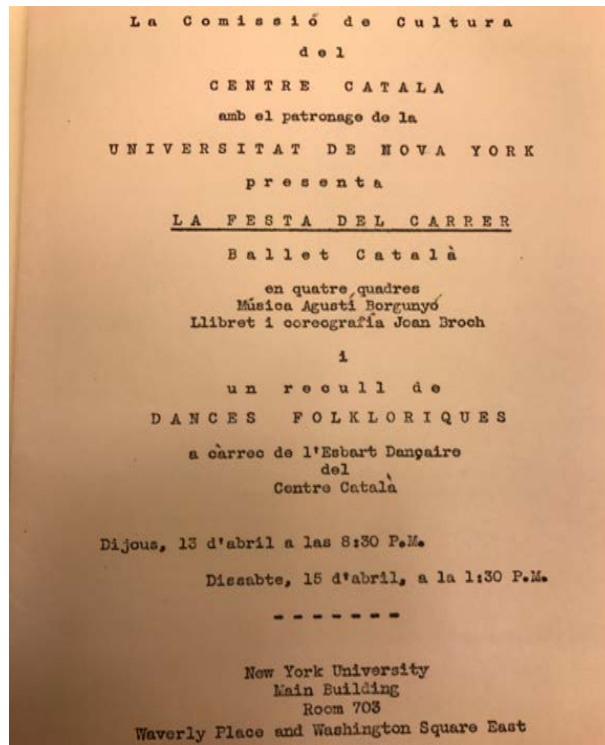 La Comissió de Cultura
del
CENTRE CATALA
amb el patronage de la
UNIVERSITAT DE NOVA YORK
presenta
LA FESTA DEL CARRER
Ballet Català
en quatre quadres
Música Agustí Borgunyó
Llibret i coreografía Joan Broch
i
un recull de
DANCES FOLKLORIQUES
a càrrec de l'Esbart Dançaire
del
Centre Català
Dijous, 13 d'abril a las 8:30 P.M.
Dissabte, 15 d'abril, a la 1:30 P.M.
- - - - - - -
New York University
Main Building
Room 703
Waverly Place and Washington Square East